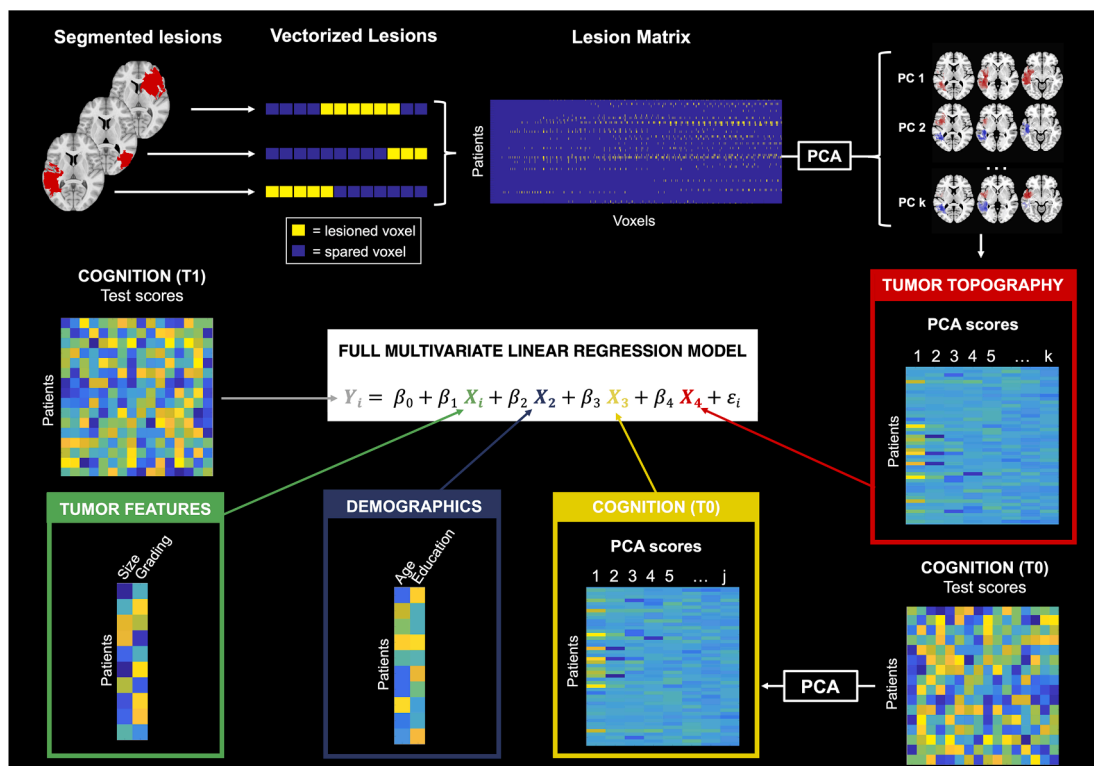 Segmented lesions
Vectorized Lesions
Lesion Matrix
Patients
Voxels
PCA
PC 1
PC 2
...
PC k
= lesioned voxel
= spared voxel
COGNITION (T1)
Test scores
Patients
FULL MULTIVARIATE LINEAR REGRESSION MODEL
Yᵢ = β₀ + β₁ Xᵢ + β₂ X₂ + β₃ X₃ + β₄ X₄ + εᵢ
TUMOR TOPOGRAPHY
PCA scores
1 2 3 4 5 ... k
Patients
TUMOR FEATURES
Size
Grading
Patients
DEMOGRAPHICS
Age
Education
Patients
COGNITION (T0)
PCA scores
1 2 3 4 5 ... j
Patients
PCA
COGNITION (T0)
Test scores
Patients